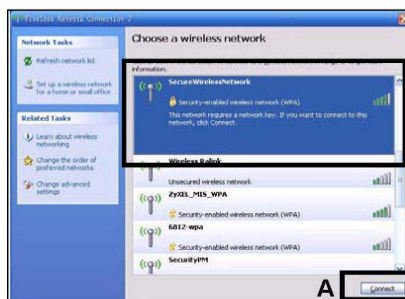 Wireless Network Connection 2
Network Tasks
Refresh network list
Set up a wireless network
for a home or small office
Related Tasks
Learn about wireless
networking
Change the order of
preferred networks
Change advanced
settings
Choose a wireless network
information.
SecureWirelessNetwork
Security-enabled wireless network (WPA)
This network requires a network key. If you want to connect to this
network, click Connect.
Wireless Ralink
Unsecured wireless network
ZyXEL_MIS_WPA
Security-enabled wireless network (WPA)
6812-wpa
Security-enabled wireless network (WPA)
SecurityPM
A
Connect